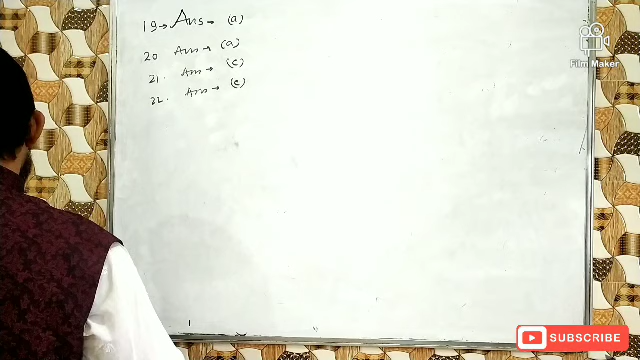 19→ Ans→ (a)
20 Ans→ (a)
21. Ans→ (c)
22. Ans→ (c)
Film Maker
SUBSCRIBE